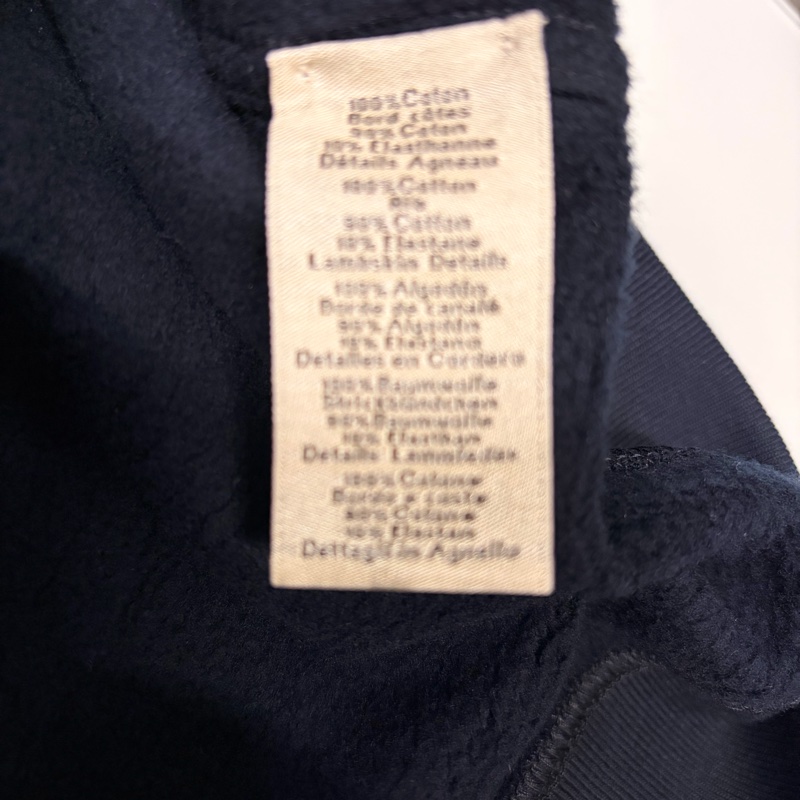 100% Coton
Bord côtes
90% Coton
10% Elasthanne
Détails Agneau
100% Cotton
Rib
90% Cotton
10% Elastane
Lambskin Details
100% Algodón
Borde de canalé
90% Algodón
10% Elastano
Detalles en Cordero
100% Baumwolle
Strickbündchen
90% Baumwolle
10% Elasthan
Details Lammleder
100% Cotone
Bordo a coste
90% Cotone
10% Elastan
Dettagli in Agnello